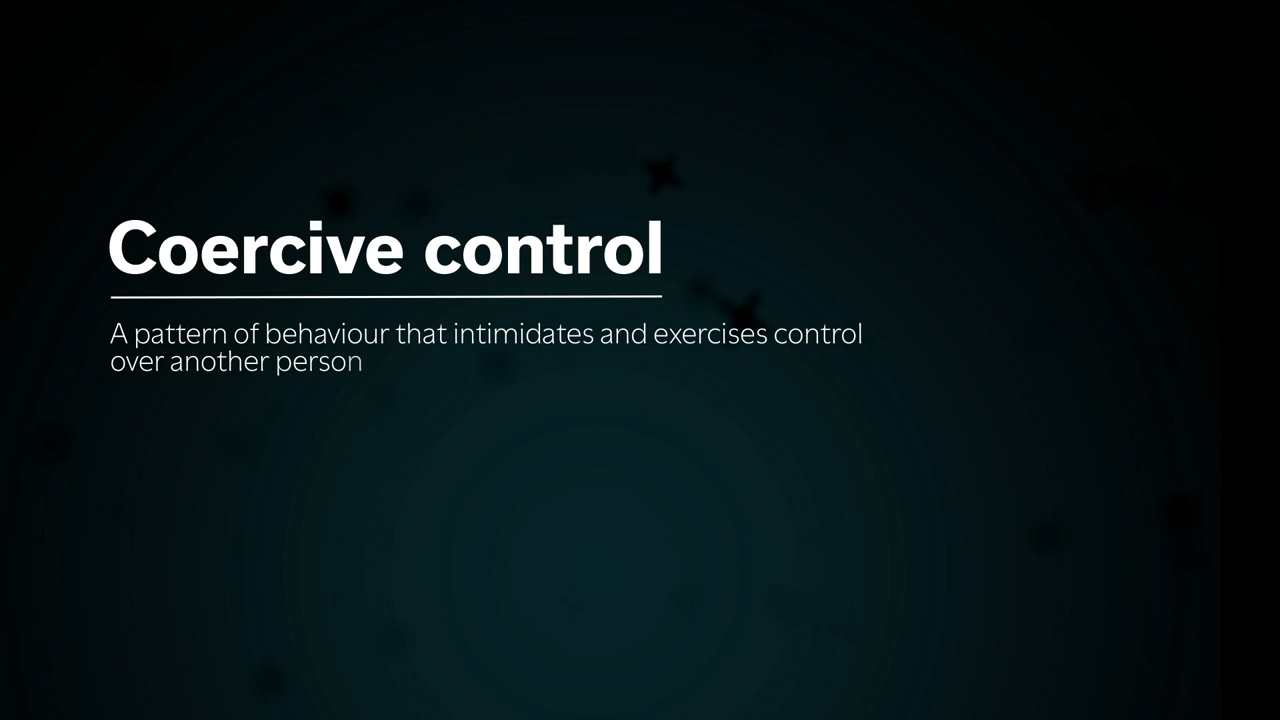 Coercive control
A pattern of behaviour that intimidates and exercises control
over another person